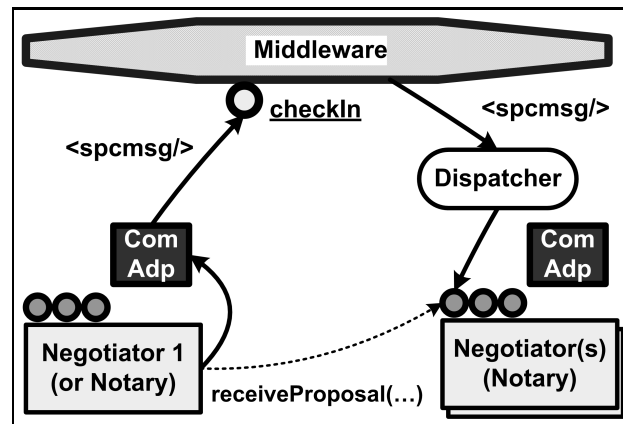 Middleware
checkIn
<spcmsg/>
<spcmsg/>
Dispatcher
Com
Adp
Com
Adp
Negotiator 1
(or Notary)
Negotiator(s)
(Notary)
receiveProposal(…)